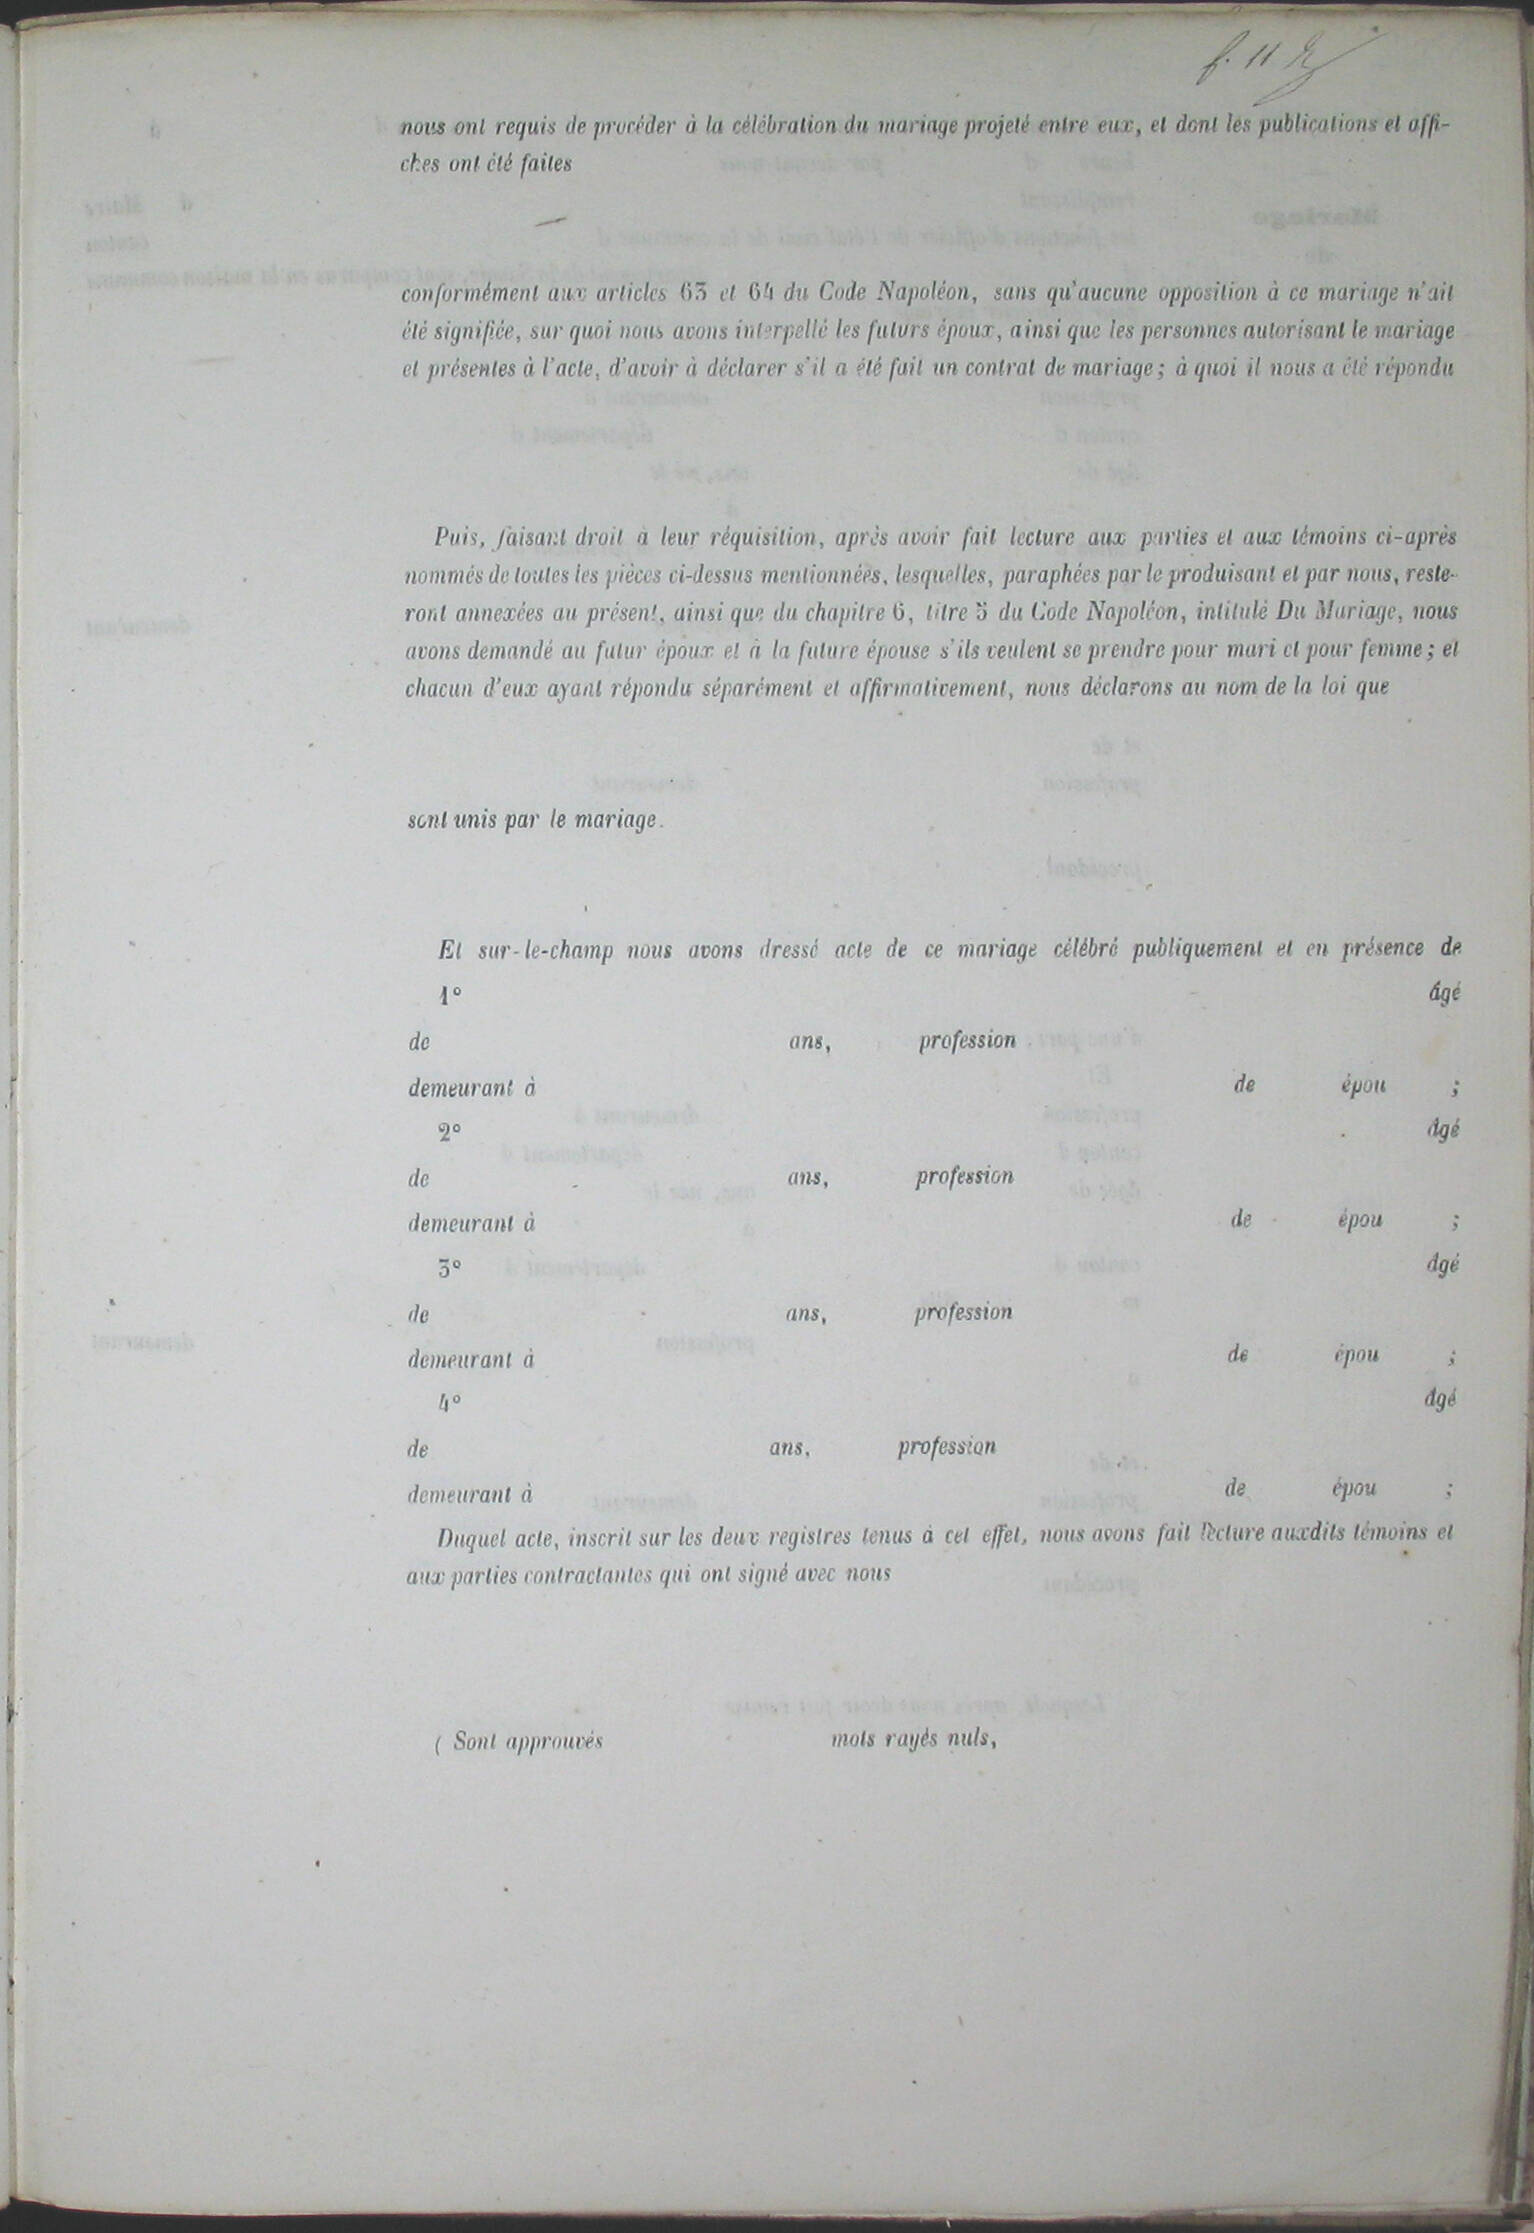 f. 11
nous ont requis de procéder à la célébration du mariage projeté entre eux, et dont les publications et affi-
ches ont été faites
conformément aux articles 63 et 64 du Code Napoléon, sans qu'aucune opposition à ce mariage n'ait
été signifiée, sur quoi nous avons interpellé les futurs époux, ainsi que les personnes autorisant le mariage
et présentes à l'acte, d'avoir à déclarer s'il a été fait un contrat de mariage; à quoi il nous a été répondu
Puis, faisant droit à leur réquisition, après avoir fait lecture aux parties et aux témoins ci-après
nommés de toutes les pièces ci-dessus mentionnées, lesquelles, paraphées par le produisant et par nous, reste-
ront annexées au présent, ainsi que du chapitre 6, titre 5 du Code Napoléon, intitulé Du Mariage, nous
avons demandé au futur époux et à la future épouse s'ils veulent se prendre pour mari et pour femme; et
chacun d'eux ayant répondu séparément et affirmativement, nous déclarons au nom de la loi que
sont unis par le mariage.
Et sur-le-champ nous avons dressé acte de ce mariage célébré publiquement et en présence de
1° âgé
de ans, profession
demeurant à de épou ;
2° âgé
de ans, profession
demeurant à de épou ;
3° âgé
de ans, profession
demeurant à de épou ;
4° âgé
de ans, profession
demeurant à de épou ;
Duquel acte, inscrit sur les deux registres tenus à cet effet, nous avons fait lecture auxdits témoins et
aux parties contractantes qui ont signé avec nous
( Sont approuvés mots rayés nuls,